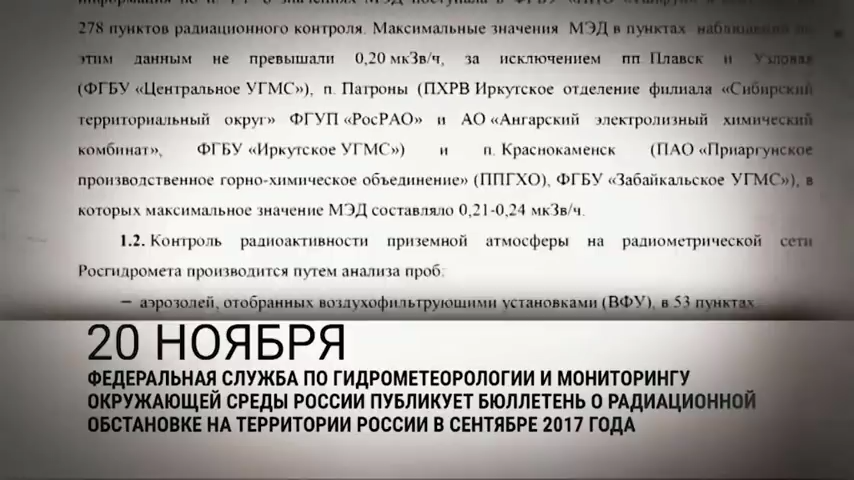 278 пунктов радиационного контроля. Максимальные значения МЭД в пунктах
этим данным не превышали 0,20 мкЗв/ч, за исключением пп Плавск и Узловая
(ФГБУ «Центральное УГМС»), п. Патроны (ПХРВ Иркутское отделение филиала «Сибирский
территориальный округ» ФГУП «РосРАО» и АО «Ангарский электролизный химический
комбинат», ФГБУ «Иркутское УГМС») и п. Краснокаменск (ПАО «Приаргунское
производственное горно-химическое объединение» (ППГХО), ФГБУ «Забайкальское УГМС»), в
которых максимальное значение МЭД составляло 0,21-0,24 мкЗв/ч.
1.2. Контроль радиоактивности приземной атмосферы на радиометрической сети
Росгидромета производится путем анализа проб:
– аэрозолей, отобранных воздухофильтрующими установками (ВФУ), в 53 пунктах
20 НОЯБРЯ
ФЕДЕРАЛЬНАЯ СЛУЖБА ПО ГИДРОМЕТЕОРОЛОГИИ И МОНИТОРИНГУ
ОКРУЖАЮЩЕЙ СРЕДЫ РОССИИ ПУБЛИКУЕТ БЮЛЛЕТЕНЬ О РАДИАЦИОННОЙ
ОБСТАНОВКЕ НА ТЕРРИТОРИИ РОССИИ В СЕНТЯБРЕ 2017 ГОДА